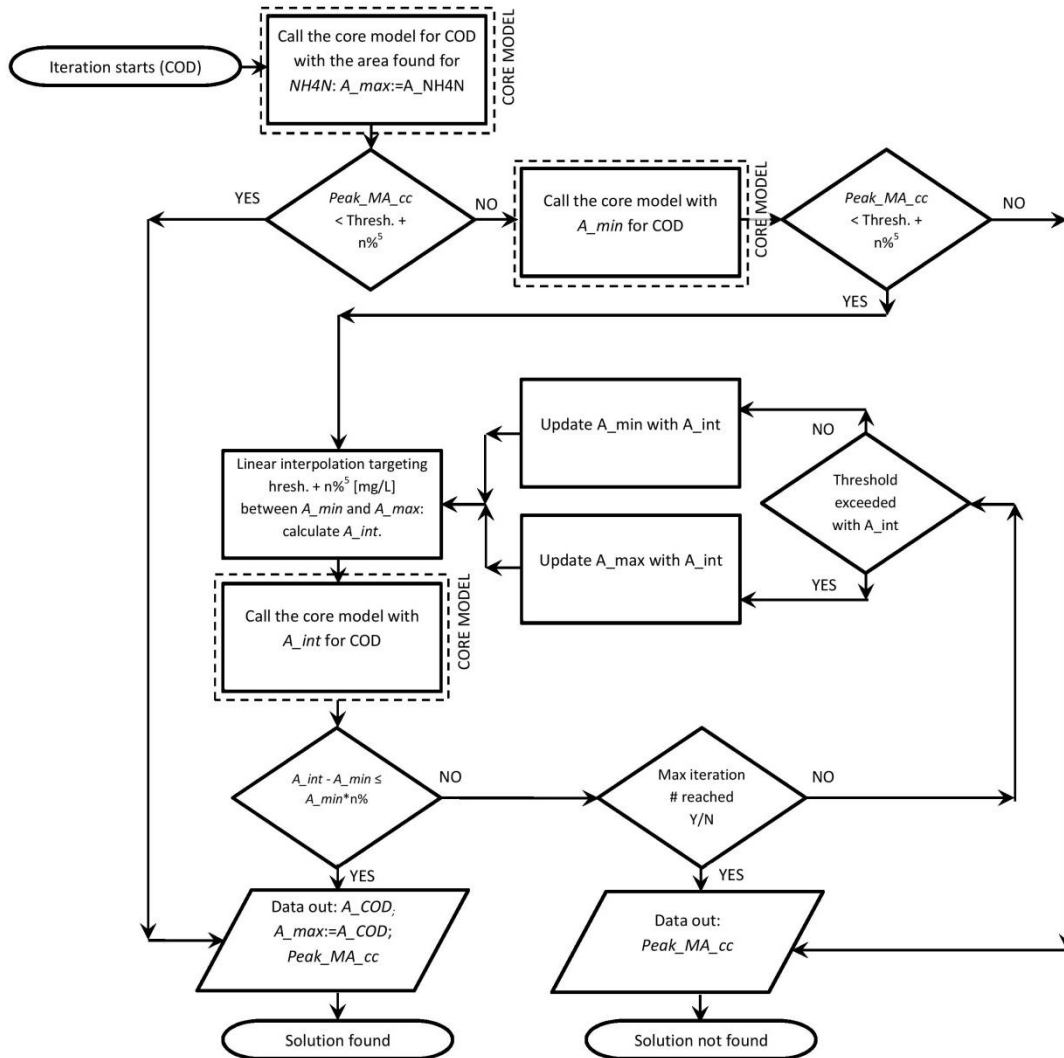 Iteration starts (COD)
Call the core model for COD
with the area found for
NH4N: A_max:=A_NH4N
CORE MODEL
Peak_MA_cc
< Thresh. +
n%⁵
YES
NO
Call the core model with
A_min for COD
CORE MODEL
Peak_MA_cc
< Thresh. +
n%⁵
NO
YES
Update A_min with A_int
NO
Threshold
exceeded
with A_int
YES
Update A_max with A_int
Linear interpolation targeting
hresh. + n%⁵ [mg/L]
between A_min and A_max:
calculate A_int.
Call the core model with
A_int for COD
CORE MODEL
A_int - A_min ≤
A_min*n%
NO
YES
Max iteration
# reached
Y/N
NO
YES
Data out: A_COD;
A_max:=A_COD;
Peak_MA_cc
Data out:
Peak_MA_cc
Solution found
Solution not found